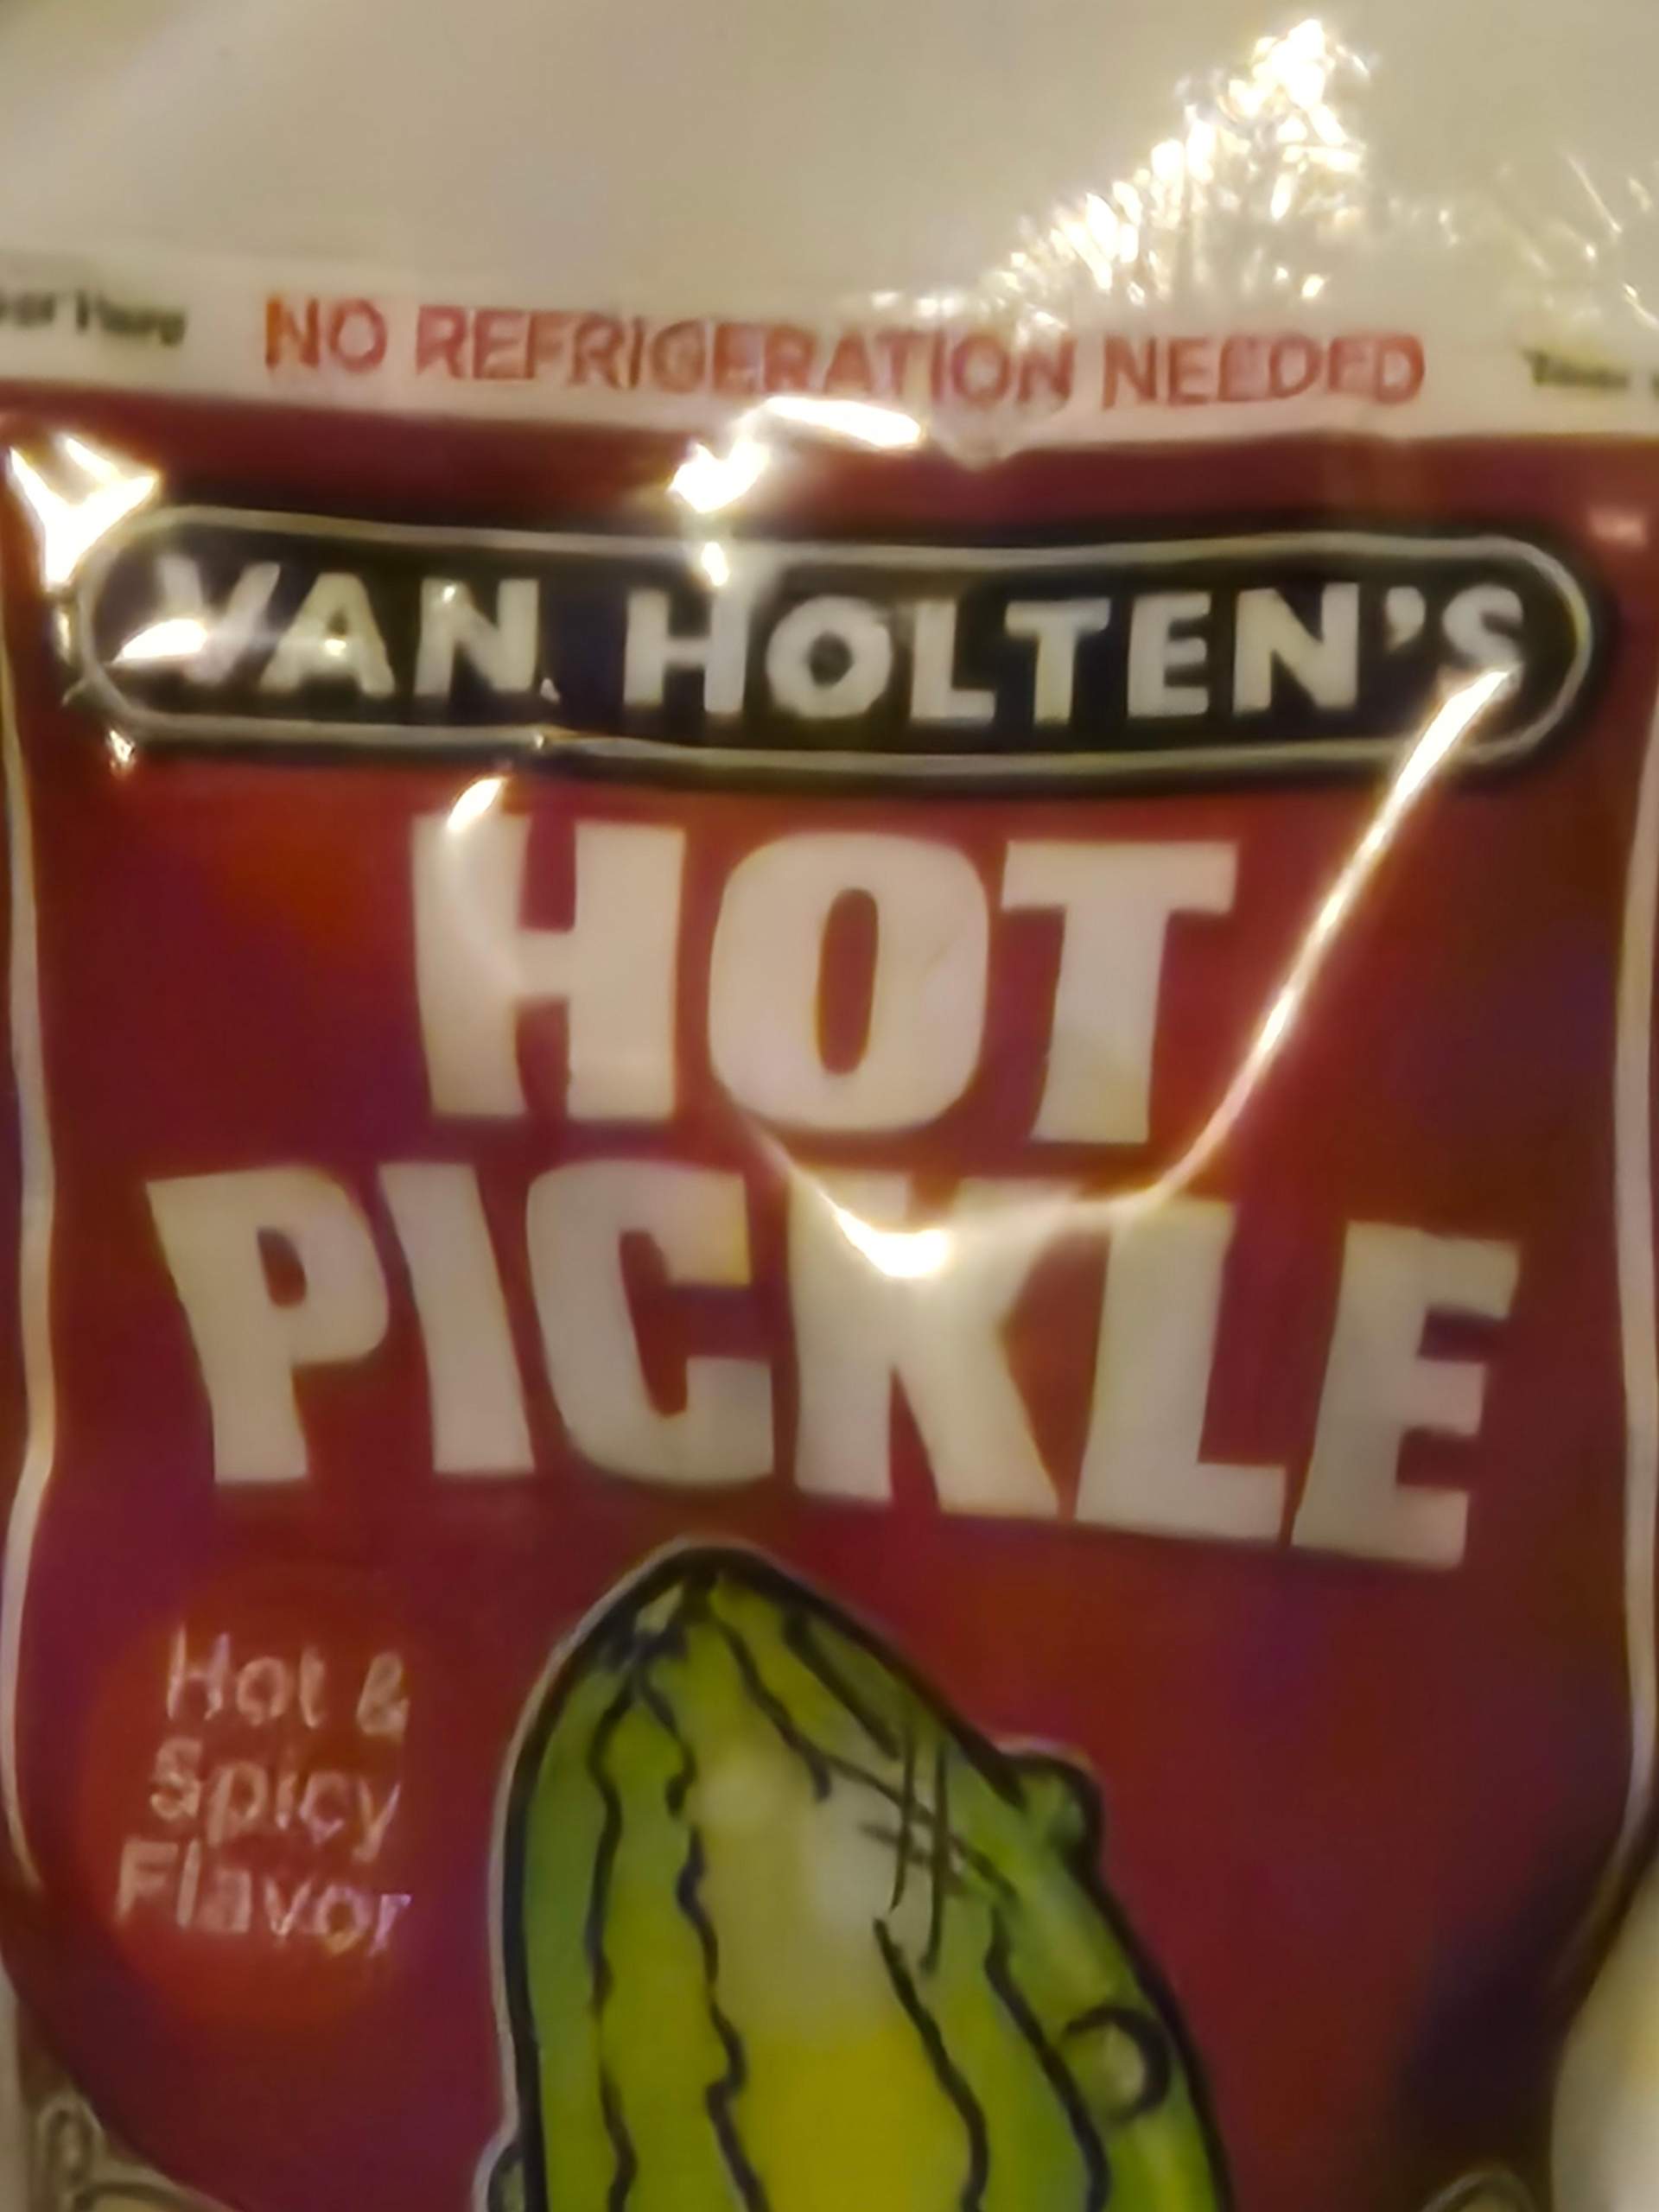 NO REFRIGERATION NEEDED
VAN HOLTEN'S
HOT
PICKLE
Hot &
Spicy
Flavor